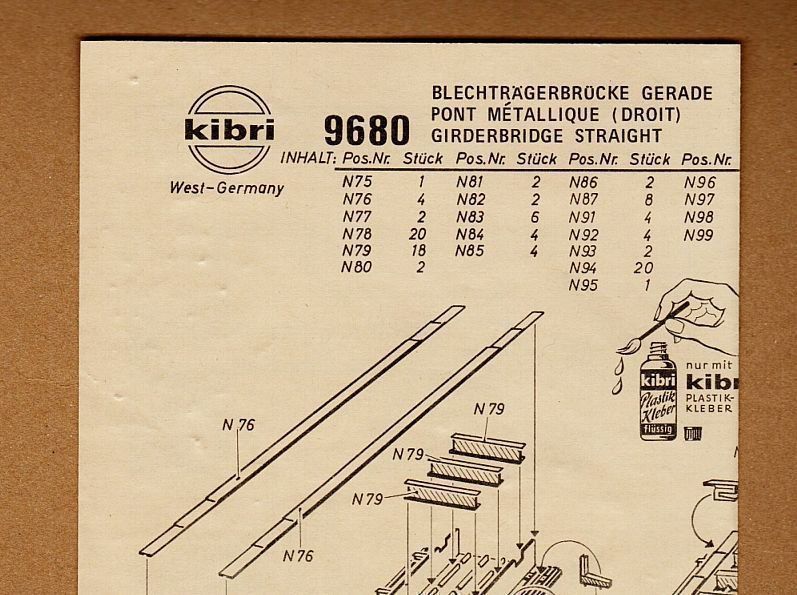 kibri
West-Germany
9680
BLECHTRÄGERBRÜCKE GERADE
PONT MÉTALLIQUE (DROIT)
GIRDERBRIDGE STRAIGHT
INHALT: Pos.Nr. Stück Pos.Nr. Stück Pos.Nr. Stück Pos.Nr.
N75 1 N81 2 N86 2 N96
N76 4 N82 2 N87 8 N97
N77 2 N83 6 N91 4 N98
N78 20 N84 4 N92 4 N99
N79 18 N85 4 N93 2
N80 2 N94 20
N95 1
nur mit
kibri
PLASTIK-
KLEBER
kibri
Plastik
Kleber
flüssig
N76
N79
N79
N79
N76